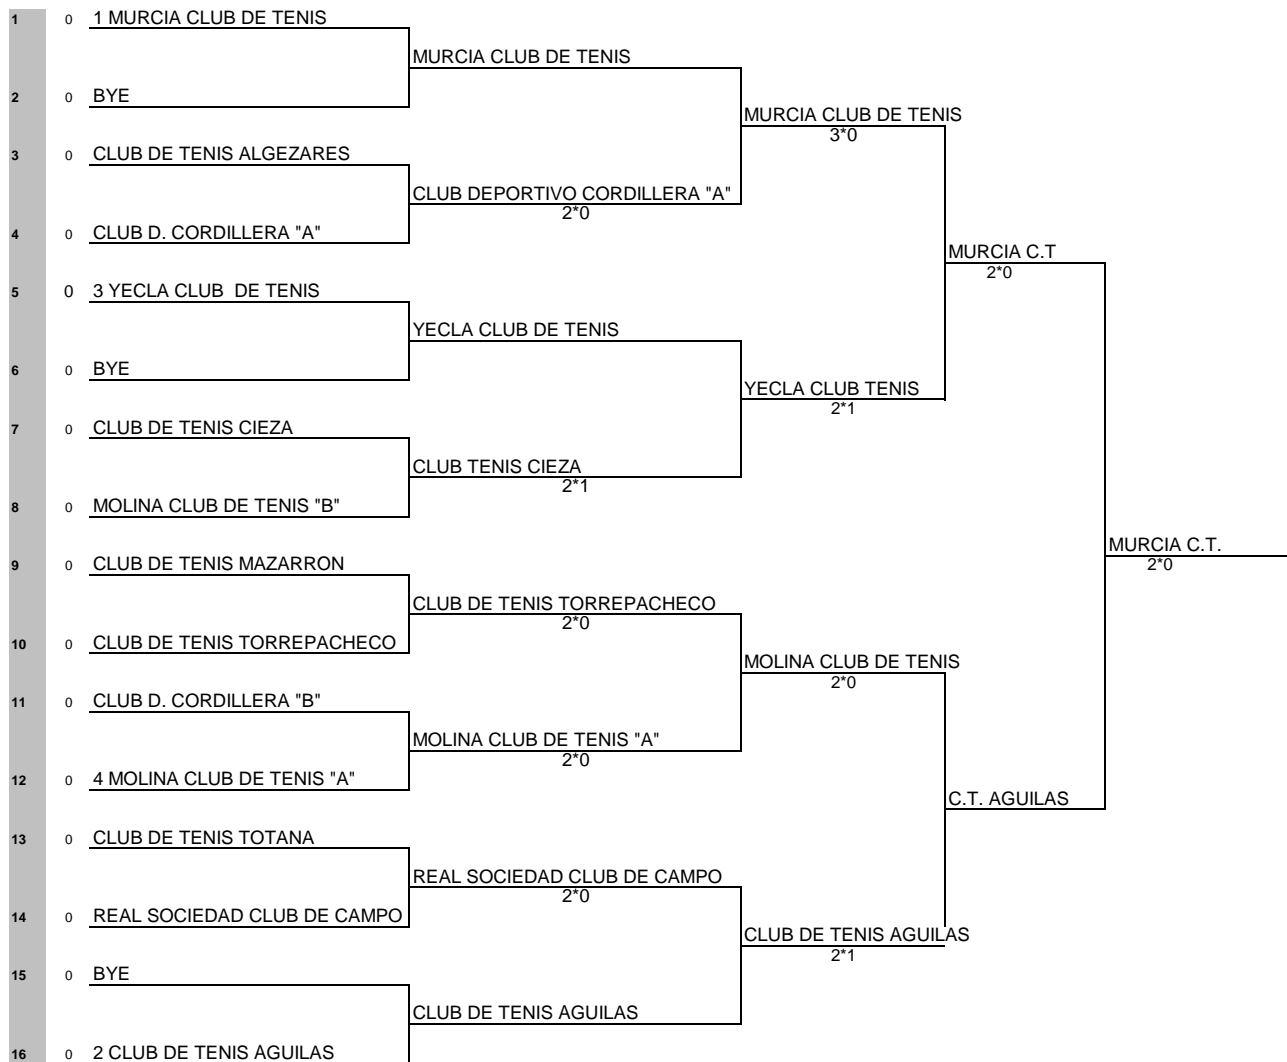 1 0 1 MURCIA CLUB DE TENIS
MURCIA CLUB DE TENIS
2 0 BYE
MURCIA CLUB DE TENIS
3*0
3 0 CLUB DE TENIS ALGEZARES
CLUB DEPORTIVO CORDILLERA "A"
2*0
4 0 CLUB D. CORDILLERA "A"
MURCIA C.T
2*0
5 0 3 YECLA CLUB DE TENIS
YECLA CLUB DE TENIS
6 0 BYE
YECLA CLUB TENIS
2*1
7 0 CLUB DE TENIS CIEZA
CLUB TENIS CIEZA
2*1
8 0 MOLINA CLUB DE TENIS "B"
MURCIA C.T.
2*0
9 0 CLUB DE TENIS MAZARRON
CLUB DE TENIS TORREPACHECO
2*0
10 0 CLUB DE TENIS TORREPACHECO
MOLINA CLUB DE TENIS
2*0
11 0 CLUB D. CORDILLERA "B"
MOLINA CLUB DE TENIS "A"
2*0
12 0 4 MOLINA CLUB DE TENIS "A"
C.T. AGUILAS
13 0 CLUB DE TENIS TOTANA
REAL SOCIEDAD CLUB DE CAMPO
2*0
14 0 REAL SOCIEDAD CLUB DE CAMPO
CLUB DE TENIS AGUILAS
2*1
15 0 BYE
CLUB DE TENIS AGUILAS
16 0 2 CLUB DE TENIS AGUILAS